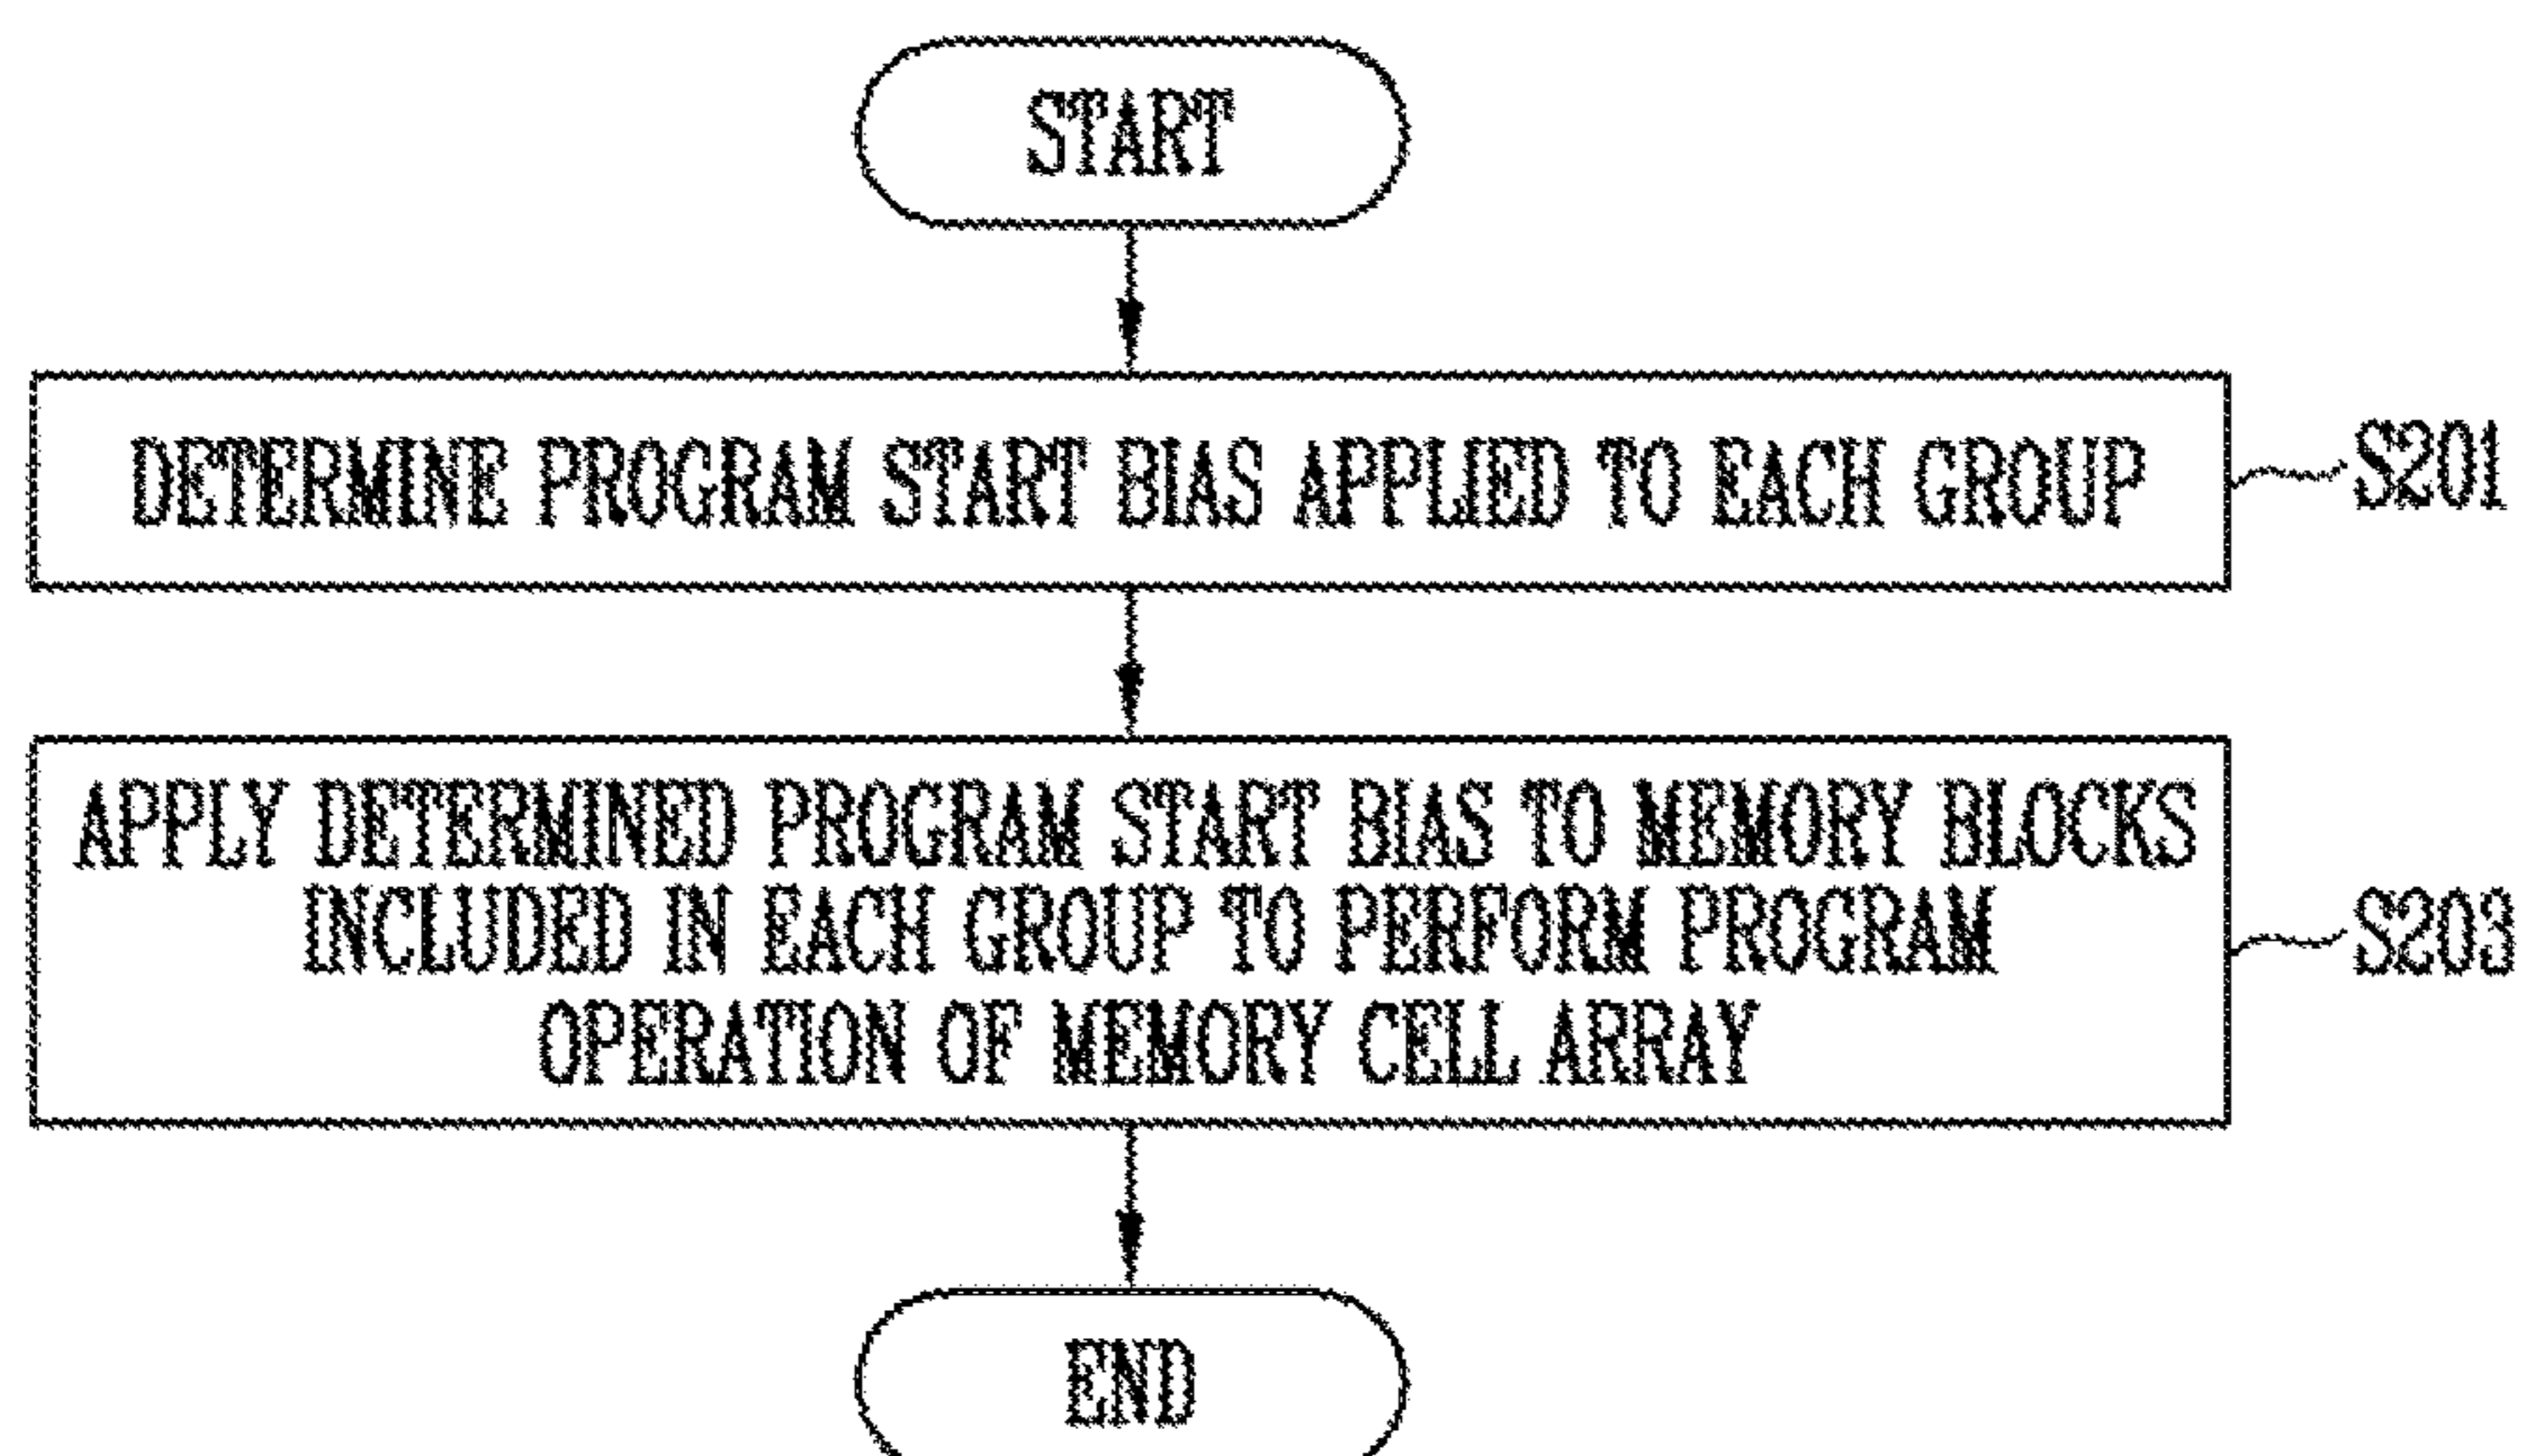 START
DETERMINE PROGRAM START BIAS APPLIED TO EACH GROUP
S201
APPLY DETERMINED PROGRAM START BIAS TO MEMORY BLOCKS
INCLUDED IN EACH GROUP TO PERFORM PROGRAM
OPERATION OF MEMORY CELL ARRAY
S203
END